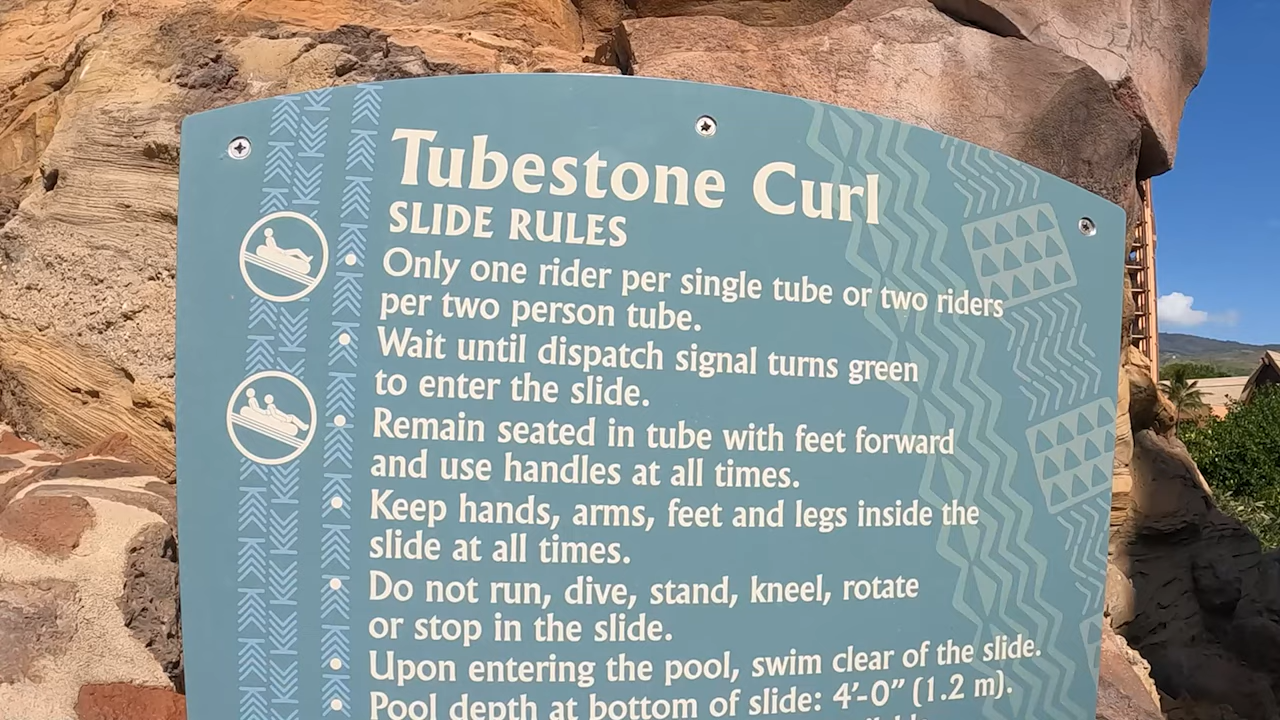 Tubestone Curl
SLIDE RULES
• Only one rider per single tube or two riders
per two person tube.
• Wait until dispatch signal turns green
to enter the slide.
• Remain seated in tube with feet forward
and use handles at all times.
• Keep hands, arms, feet and legs inside the
slide at all times.
• Do not run, dive, stand, kneel, rotate
or stop in the slide.
• Upon entering the pool, swim clear of the slide.
• Pool depth at bottom of slide: 4’-0” (1.2 m).